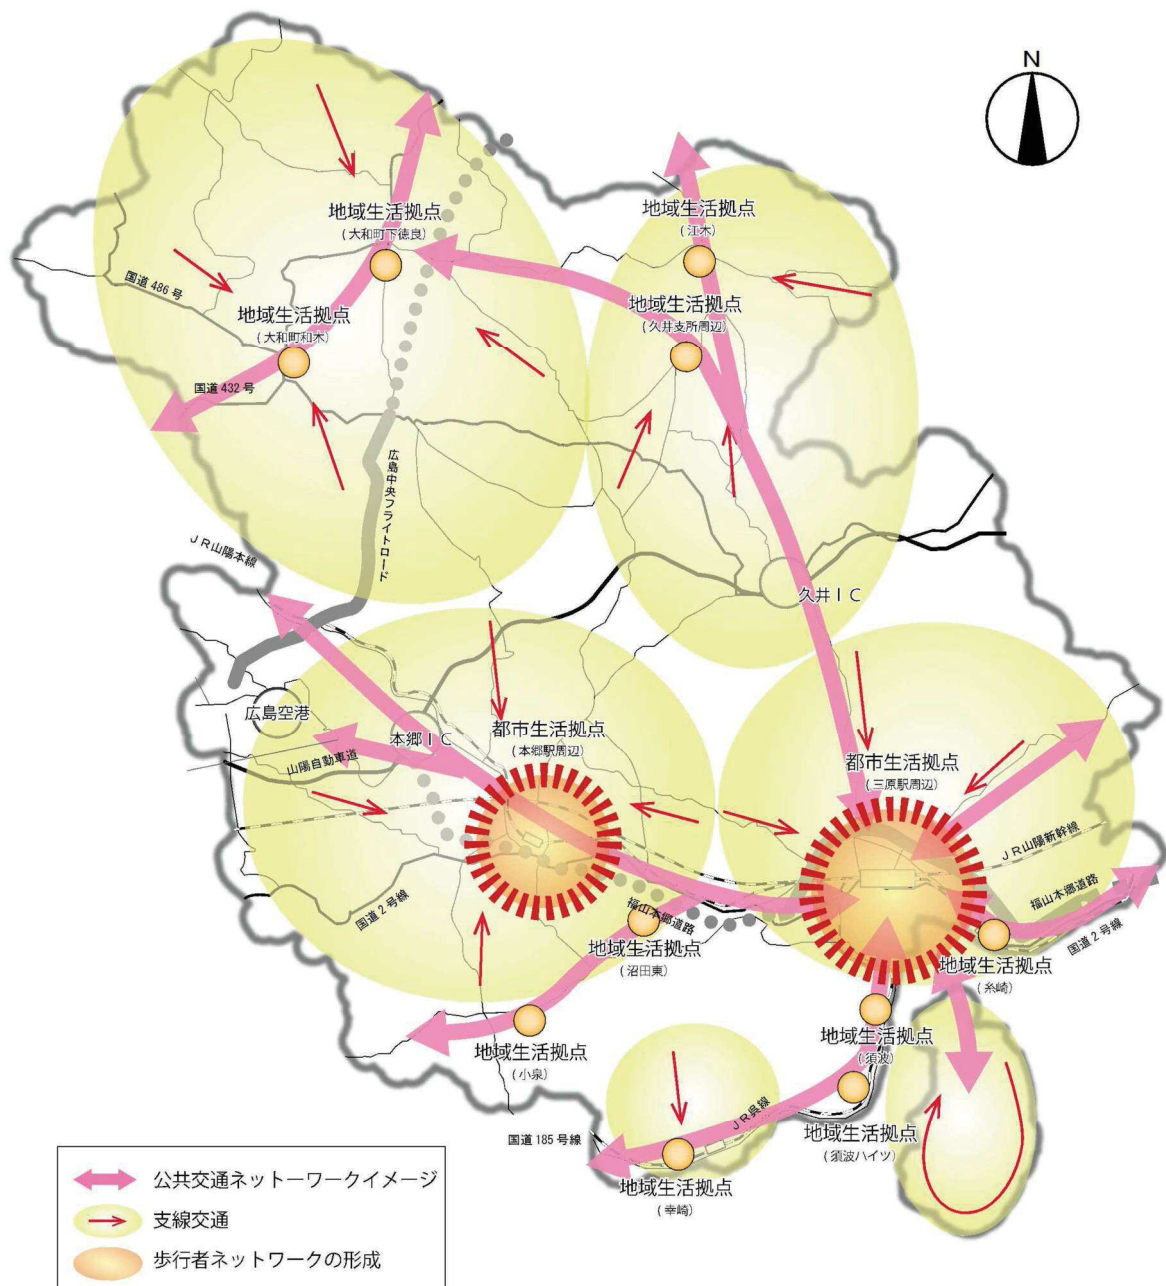 N
地域生活拠点
(大和町下徳良)
地域生活拠点
(江木)
国道486号
地域生活拠点
(大和町和木)
地域生活拠点
(久井支所周辺)
国道432号
広島中央フライトロード
JR山陽本線
久井IC
広島空港
本郷IC
山陽自動車道
都市生活拠点
(本郷駅周辺)
都市生活拠点
(三原駅周辺)
JR山陽新幹線
国道2号線
福山本郷道路
福山本郷道路
国道2号線
地域生活拠点
(沼田東)
地域生活拠点
(糸崎)
地域生活拠点
(小泉)
地域生活拠点
(須波)
JR呉線
国道185号線
地域生活拠点
(須波ハイツ)
地域生活拠点
(幸崎)
公共交通ネットーワークイメージ
支線交通
歩行者ネットワークの形成